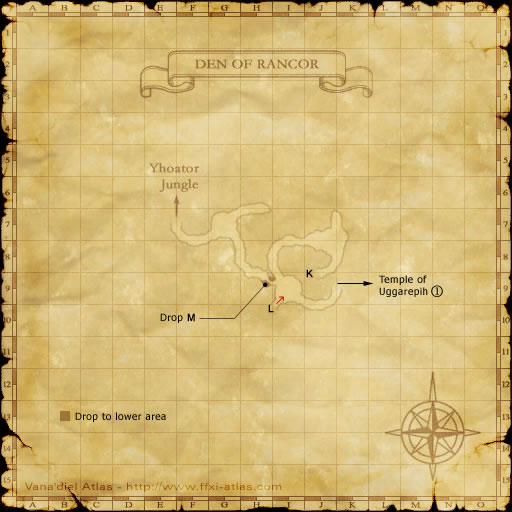 A B C D E F G H I J K L M N O
DEN OF RANCOR
Yhoator
Jungle
K
Temple of
Uggarepih ①
L
Drop M
Drop to lower area
Vana'diel Atlas - http://www.ffxi-atlas.com
1
2
3
4
5
6
7
8
9
10
11
12
13
14
15
A B C D E F G H I J K L M N O